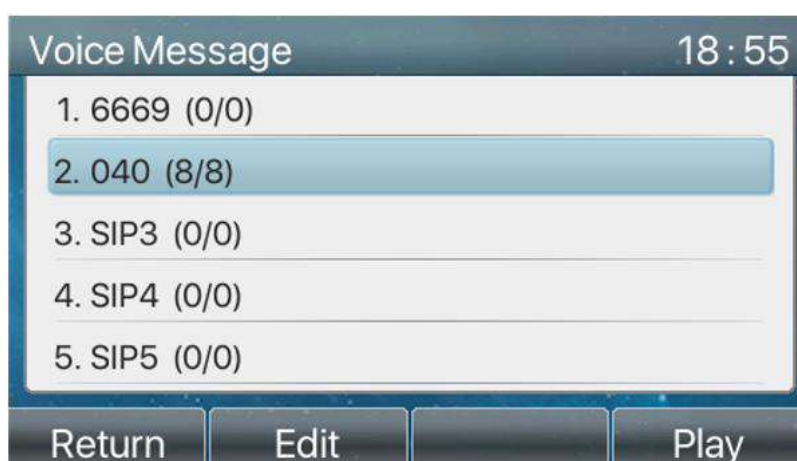 Voice Message 18:55
1. 6669 (0/0)
2. 040 (8/8)
3. SIP3 (0/0)
4. SIP4 (0/0)
5. SIP5 (0/0)
Return Edit Play